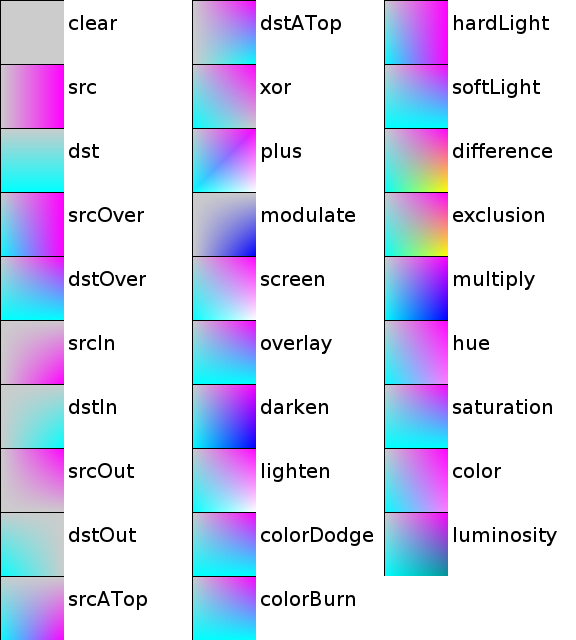 clear
src
dst
srcOver
dstOver
srcIn
dstIn
srcOut
dstOut
srcATop
dstATop
xor
plus
modulate
screen
overlay
darken
lighten
colorDodge
colorBurn
hardLight
softLight
difference
exclusion
multiply
hue
saturation
color
luminosity